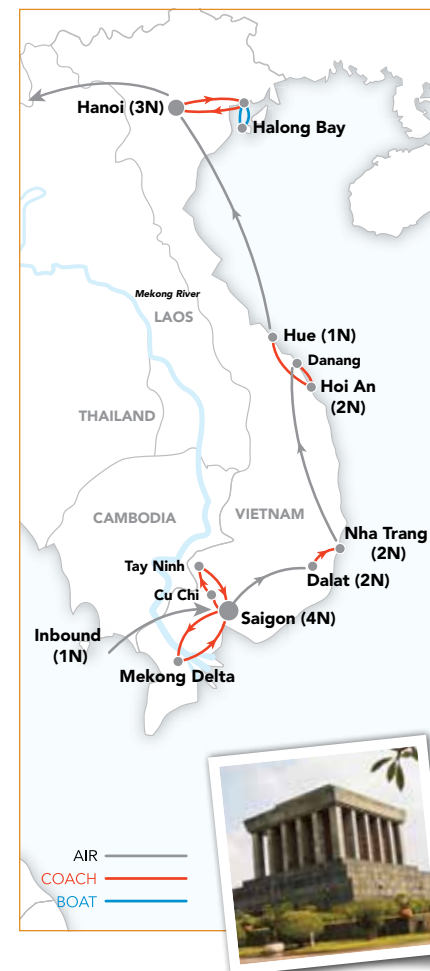 Hanoi (3N)
Halong Bay
Mekong River
LAOS
Hue (1N)
Danang
Hoi An
(2N)
THAILAND
CAMBODIA
VIETNAM
Nha Trang
(2N)
Tay Ninh
Dalat (2N)
Cu Chi
Saigon (4N)
Inbound
(1N)
Mekong Delta
AIR
COACH
BOAT